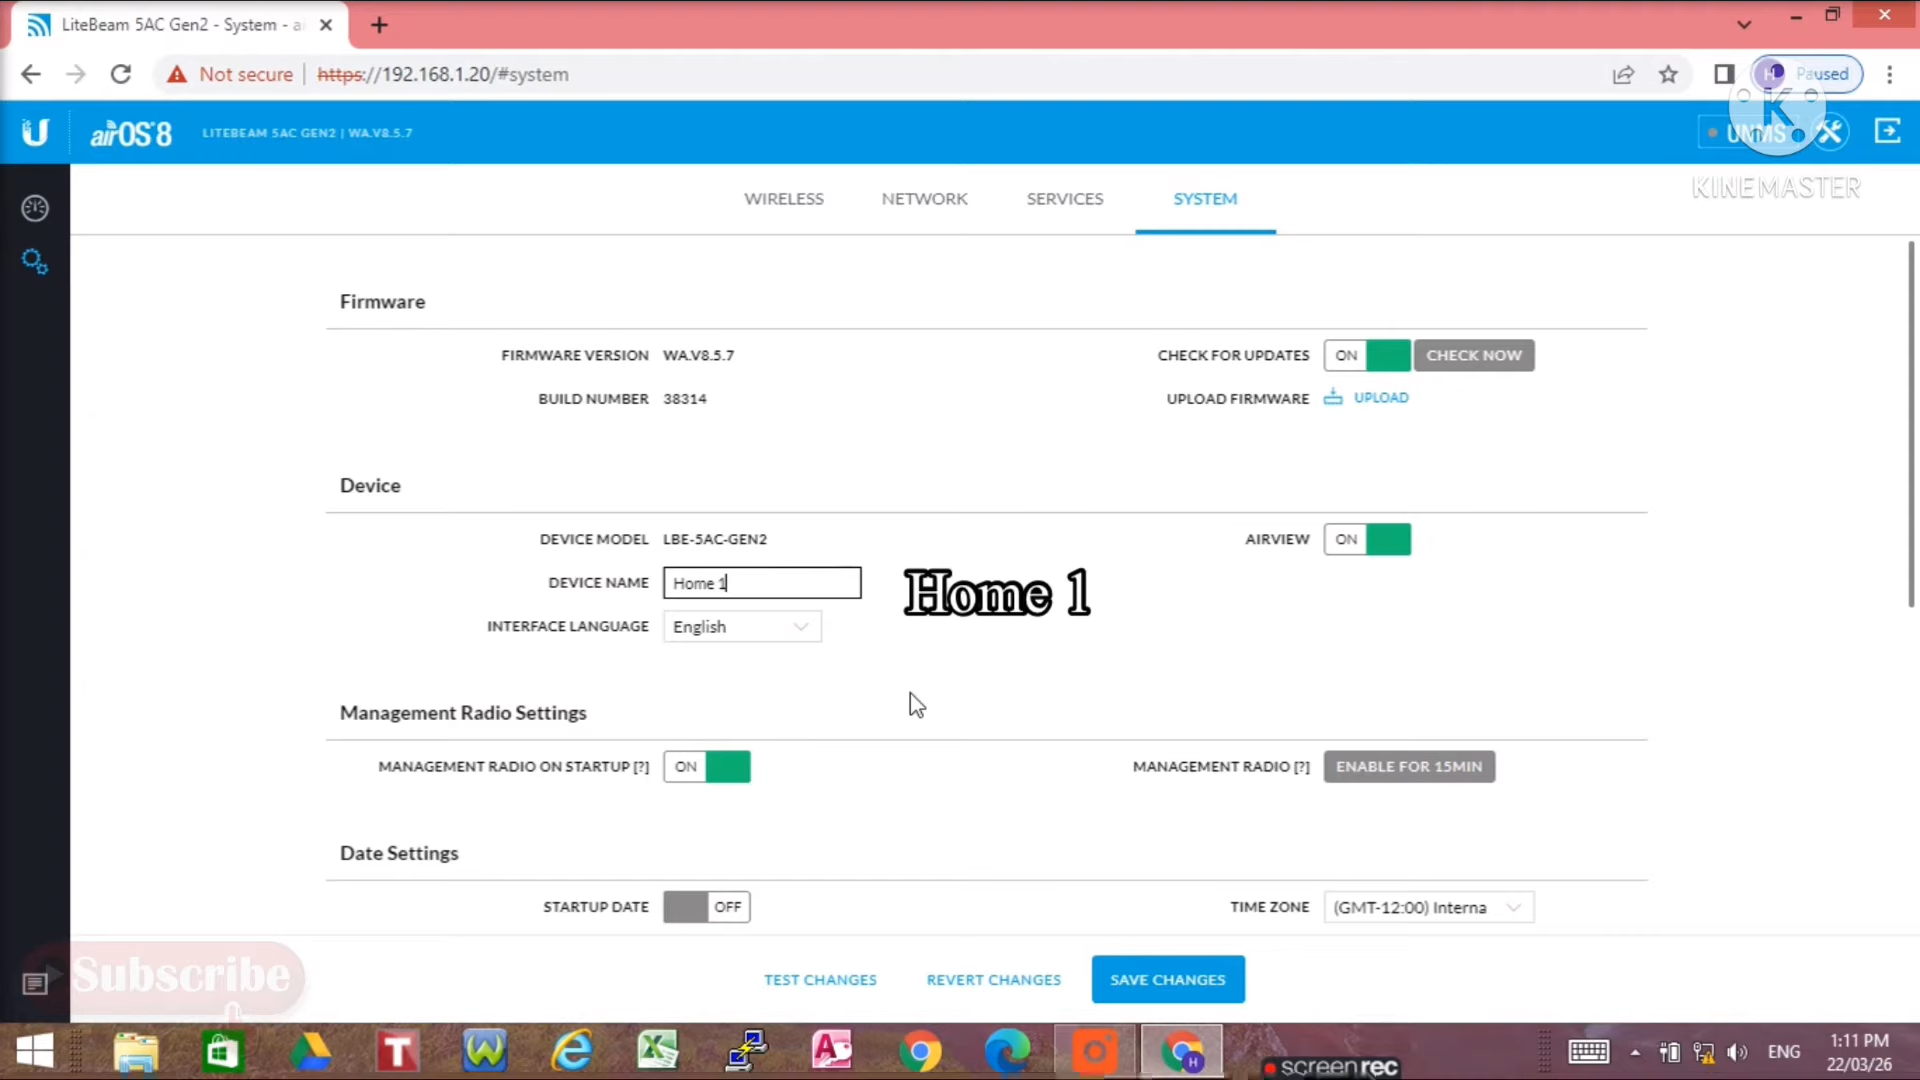 LiteBeam 5AC Gen2 - System - ai
Not secure
https://192.168.1.20/#system
H
Paused
airOS 8
LITEBEAM 5AC GEN2 | WA.V8.5.7
UNMS
K
KINEMASTER
WIRELESS
NETWORK
SERVICES
SYSTEM
Firmware
FIRMWARE VERSION WA.V8.5.7
CHECK FOR UPDATES ON CHECK NOW
BUILD NUMBER 38314
UPLOAD FIRMWARE UPLOAD
Device
DEVICE MODEL LBE-5AC-GEN2
AIRVIEW ON
DEVICE NAME Home 1
Home 1
INTERFACE LANGUAGE English
Management Radio Settings
MANAGEMENT RADIO ON STARTUP [?] ON
MANAGEMENT RADIO [?] ENABLE FOR 15MIN
Date Settings
STARTUP DATE OFF
TIME ZONE (GMT-12:00) Interna
Subscribe
TEST CHANGES
REVERT CHANGES
SAVE CHANGES
screenrec
ENG
1:11 PM
22/03/26